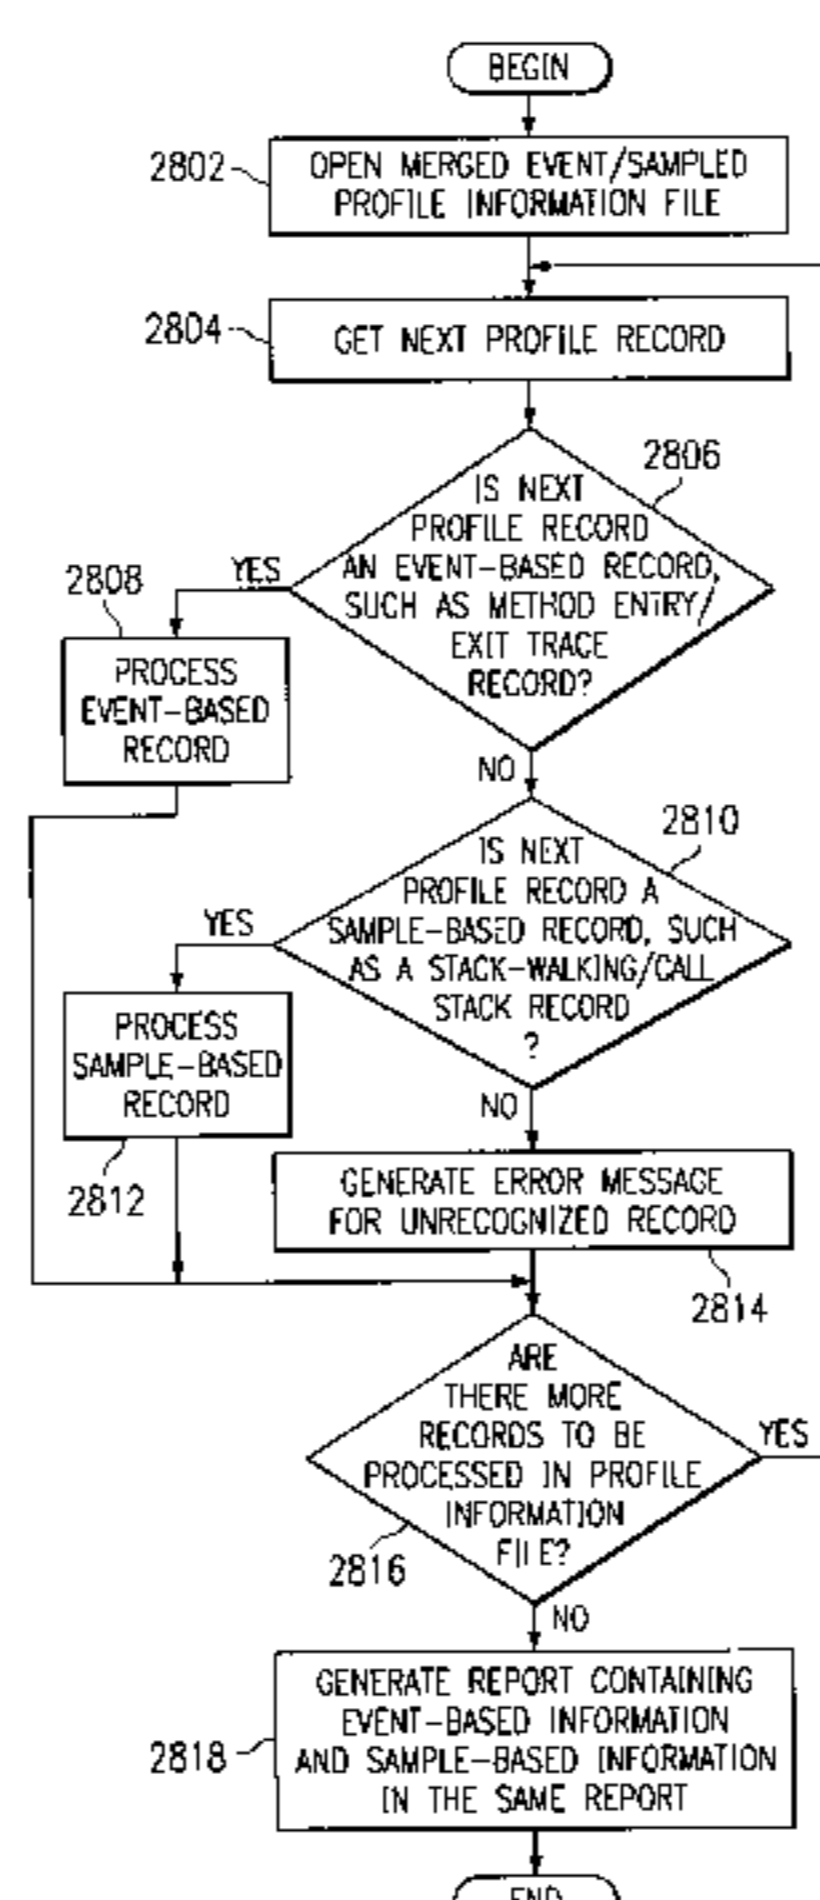 BEGIN
2802
OPEN MERGED EVENT/SAMPLED
PROFILE INFORMATION FILE
2804
GET NEXT PROFILE RECORD
2806
IS NEXT
PROFILE RECORD
AN EVENT-BASED RECORD,
SUCH AS METHOD ENTRY/
EXIT TRACE
RECORD?
YES
2808
PROCESS
EVENT-BASED
RECORD
NO
2810
IS NEXT
PROFILE RECORD A
SAMPLE-BASED RECORD, SUCH
AS A STACK-WALKING/CALL
STACK RECORD
?
YES
PROCESS
SAMPLE-BASED
RECORD
2812
NO
GENERATE ERROR MESSAGE
FOR UNRECOGNIZED RECORD
2814
ARE
THERE MORE
RECORDS TO BE
PROCESSED IN PROFILE
INFORMATION
FILE?
YES
2816
NO
GENERATE REPORT CONTAINING
EVENT-BASED INFORMATION
AND SAMPLE-BASED INFORMATION
IN THE SAME REPORT
2818
END